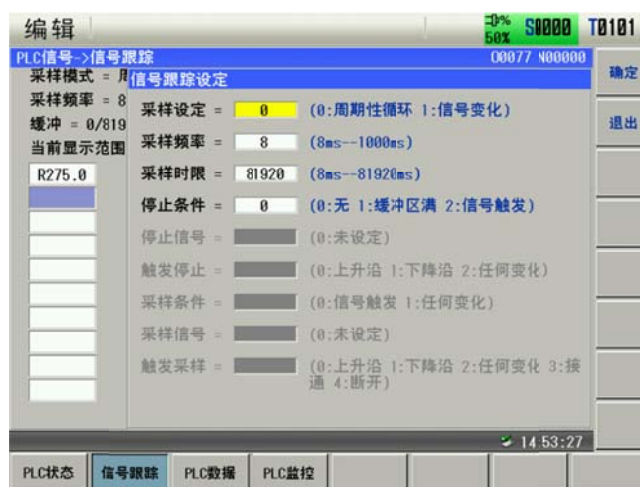 编辑
0% 50% S0000 T0101
PLC信号->信号跟踪 O0077 N00000
采样模式 =
采样频率 = 8
缓冲 = 0/819
当前显示范围
R275.0
信号跟踪设定
采样设定 = 0 (0:周期性循环 1:信号变化)
采样频率 = 8 (8ms--1000ms)
采样时限 = 81920 (8ms--81920ms)
停止条件 = 0 (0:无 1:缓冲区满 2:信号触发)
停止信号 = (0:未设定)
触发停止 = (0:上升沿 1:下降沿 2:任何变化)
采样条件 = (0:信号触发 1:任何变化)
采样信号 = (0:未设定)
触发采样 = (0:上升沿 1:下降沿 2:任何变化 3:接
通 4:断开)
确定
退出
14:53:27
PLC状态 信号跟踪 PLC数据 PLC监控